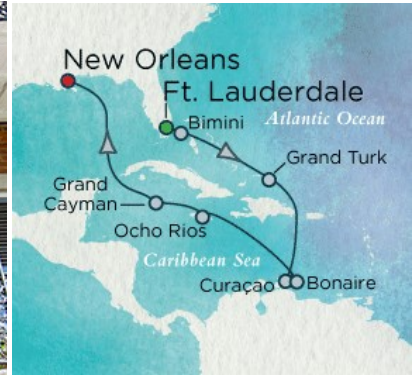 New Orleans
Ft. Lauderdale
Bimini
Atlantic Ocean
Grand Turk
Grand
Cayman
Ocho Rios
Caribbean Sea
Curaçao
Bonaire